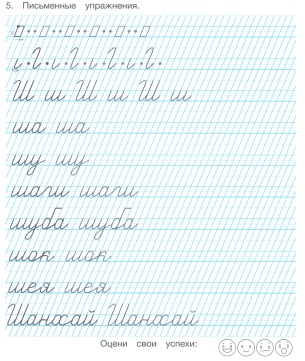 5. Письменные упражнения.
Ш ш Ш ш Ш ш
ша ша
шу шу
шаги шаги
шуба шуба
шок шок
шея шея
Шанхай Шанхай
Оцени свои успехи: